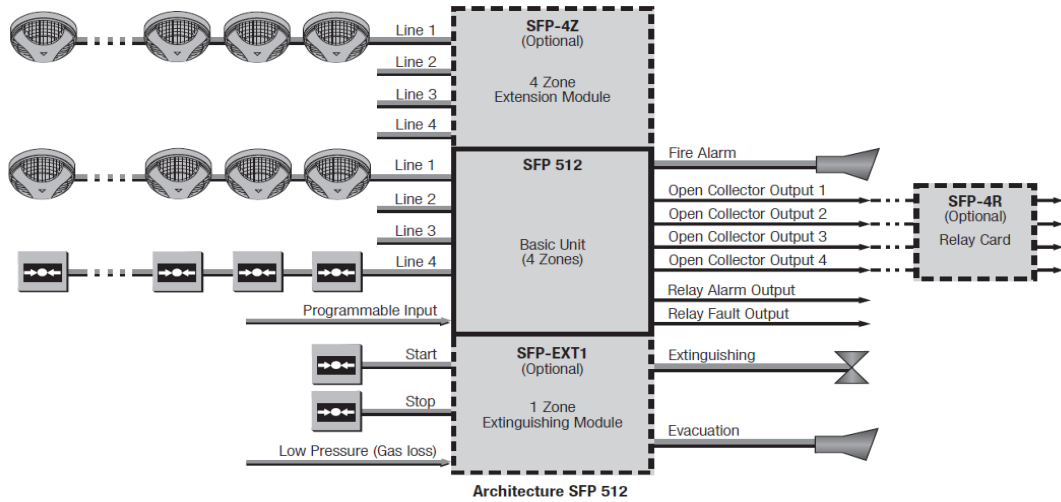 Line 1
Line 2
Line 3
Line 4
SFP-4Z
(Optional)
4 Zone
Extension Module
Line 1
Line 2
Line 3
Line 4
Programmable Input
SFP 512
Basic Unit
(4 Zones)
Fire Alarm
Open Collector Output 1
Open Collector Output 2
Open Collector Output 3
Open Collector Output 4
Relay Alarm Output
Relay Fault Output
SFP-4R
(Optional)
Relay Card
Start
Stop
Low Pressure (Gas loss)
SFP-EXT1
(Optional)
1 Zone
Extinguishing Module
Extinguishing
Evacuation
Architecture SFP 512